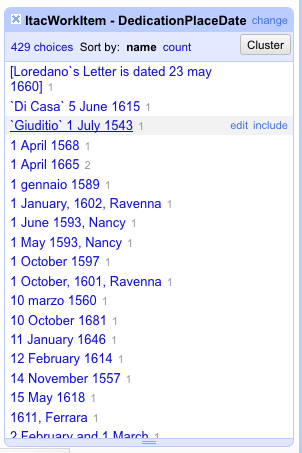 ItacWorkItem - DedicationPlaceDate change
429 choices Sort by: name count Cluster
[Loredano`s Letter is dated 23 may
1660] 1
`Di Casa` 5 June 1615 1
`Giuditio` 1 July 1543 1 edit include
1 April 1568 1
1 April 1665 2
1 gennaio 1589 1
1 January, 1602, Ravenna 1
1 June 1593, Nancy 1
1 May 1593, Nancy 1
1 October 1597 1
1 October, 1601, Ravenna 1
10 marzo 1560 1
10 October 1681 1
11 January 1646 1
12 February 1614 1
14 November 1557 1
15 May 1618 1
1611, Ferrara 1
2 February and 1 March 1